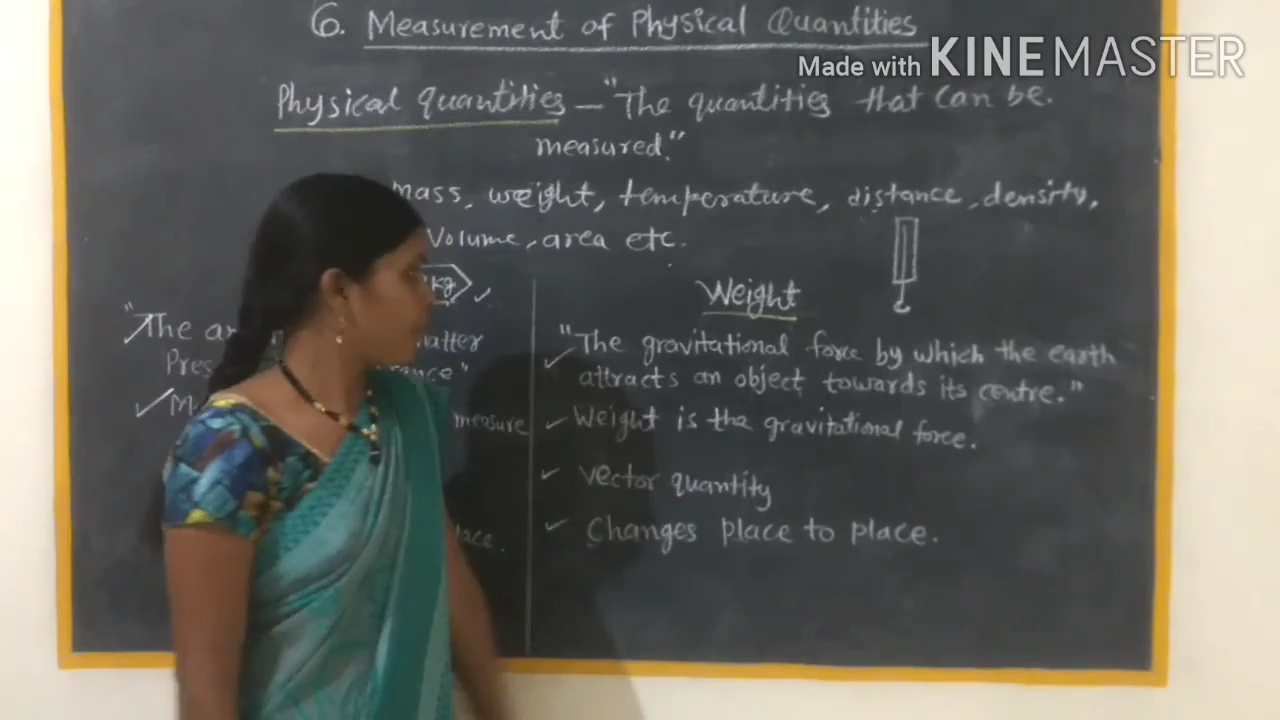 6. Measurement of Physical Quantities
Made with KINEMASTER
Physical quantities – "The quantities that can be
measured."
mass, weight, temperature, distance, density,
Volume, area etc.
kg
Weight
"The
matter
"The gravitational force by which the earth
attracts an object towards its centre."
measure
Weight is the gravitational force.
Vector quantity
Changes place to place.